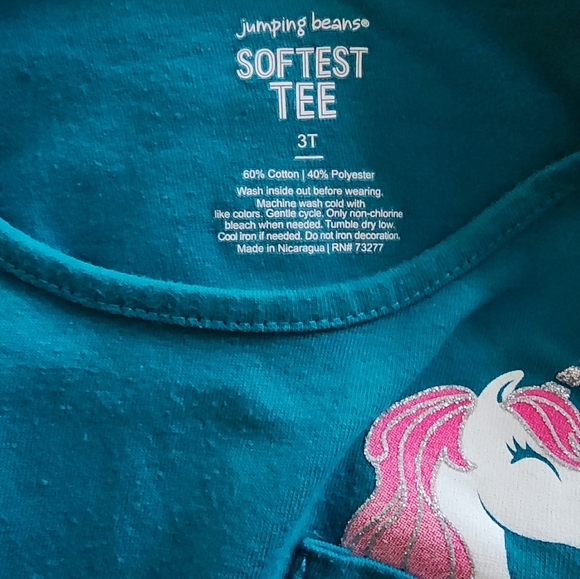 jumping beans®
SOFTEST
TEE
3T
60% Cotton | 40% Polyester
Wash inside out before wearing.
Machine wash cold with
like colors. Gentle cycle. Only non-chlorine
bleach when needed. Tumble dry low.
Cool iron if needed. Do not iron decoration.
Made in Nicaragua | RN# 73277